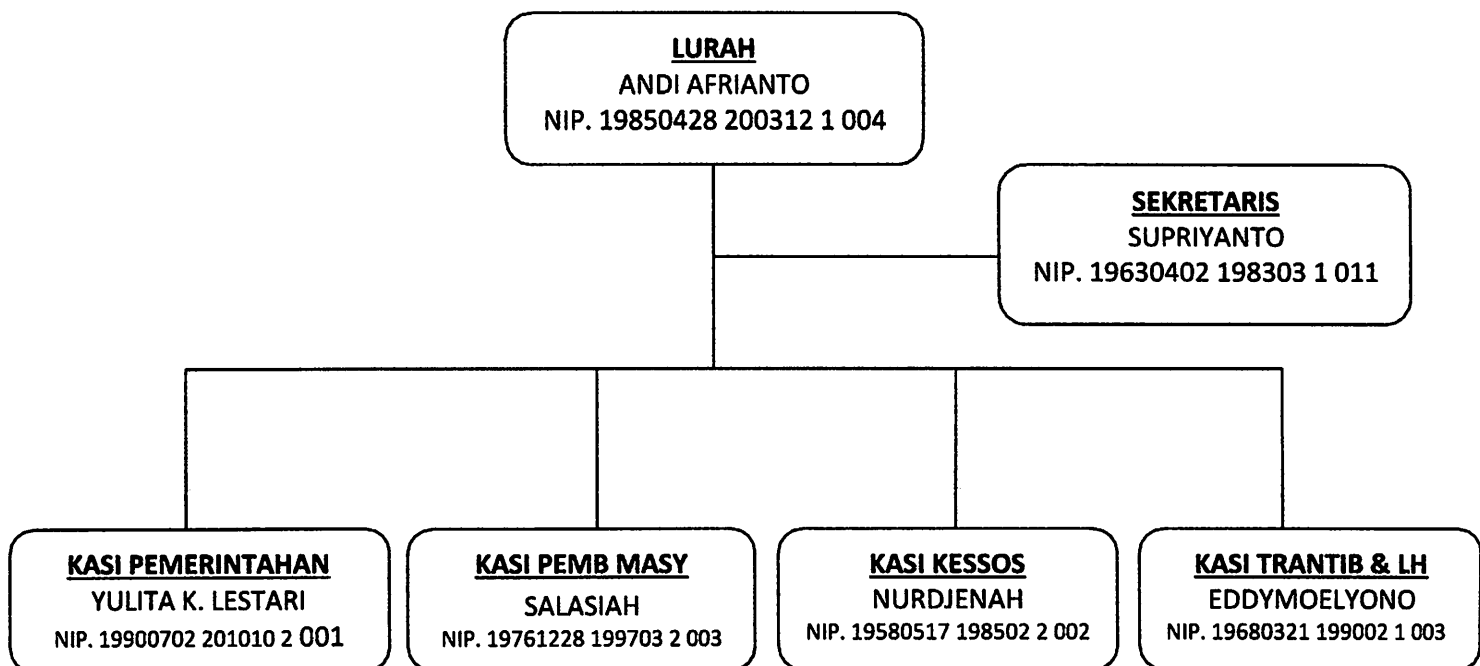 LURAH
ANDI AFRIANTO
NIP. 19850428 200312 1 004
SEKRETARIS
SUPRIYANTO
NIP. 19630402 198303 1 011
KASI PEMERINTAHAN
YULITA K. LESTARI
NIP. 19900702 201010 2 001
KASI PEMB MASY
SALASIAH
NIP. 19761228 199703 2 003
KASI KESSOS
NURDJENAH
NIP. 19580517 198502 2 002
KASI TRANTIB & LH
EDDYMOELYONO
NIP. 19680321 199002 1 003